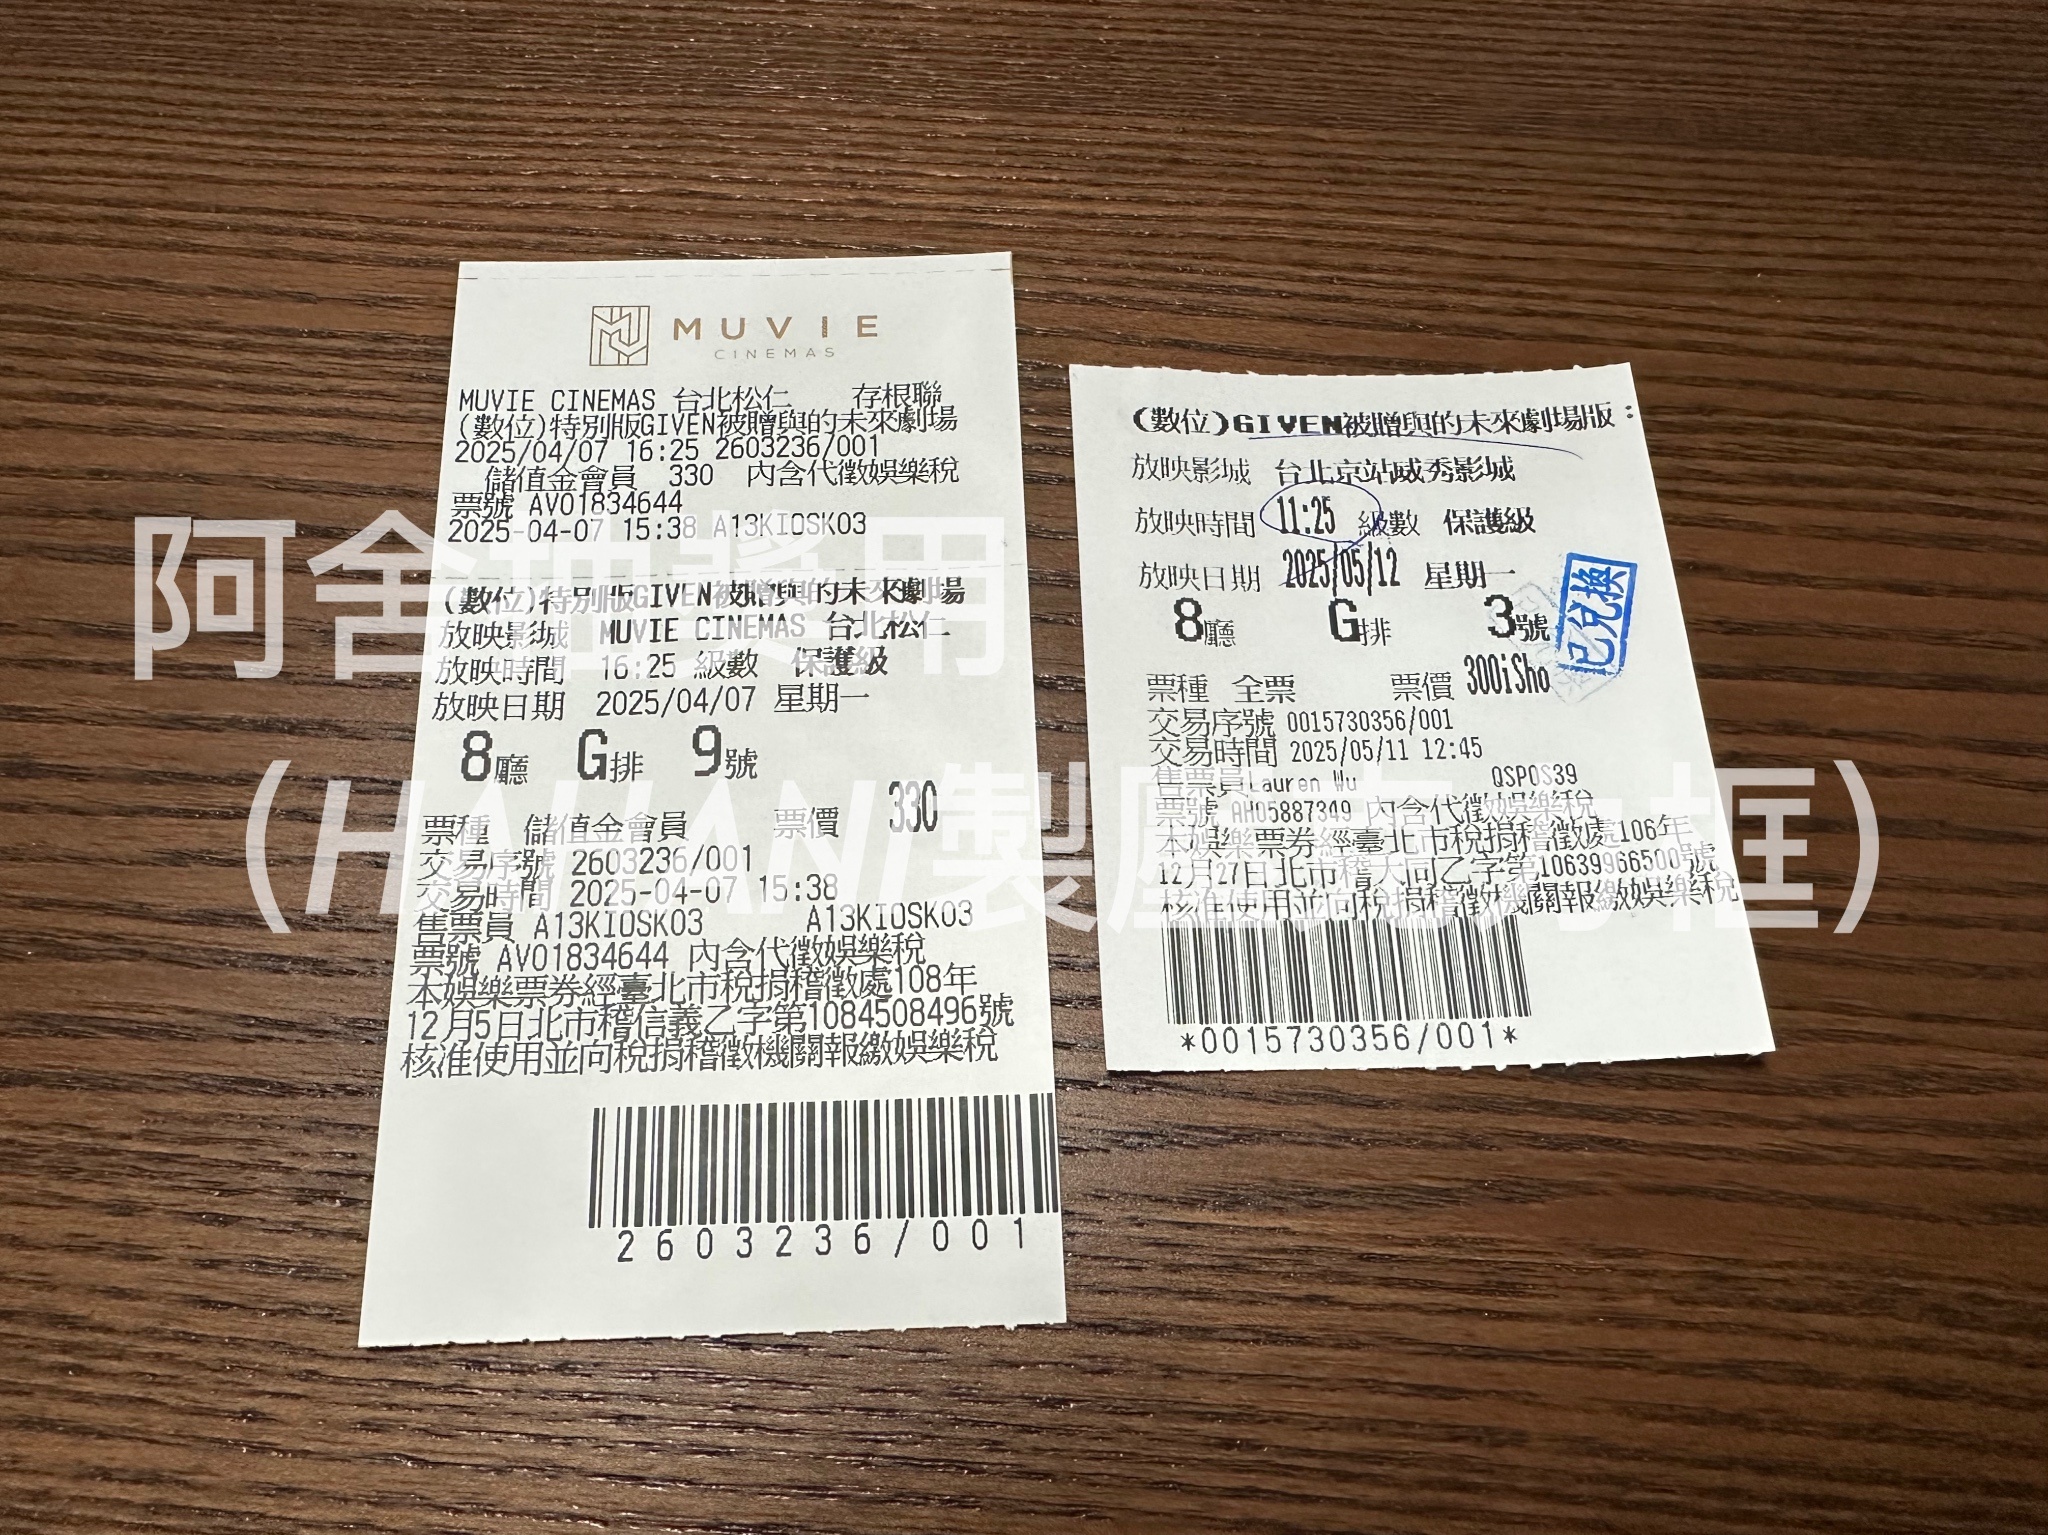 MUVIE
CINEMAS
MUVIE CINEMAS 台北松仁 存根聯
(數位)特別版GIVEN被贈與的未來劇場
2025/04/07 16:25 2603236/001
儲值金會員 330 內含代徵娛樂稅
票號 AV01834644
2025-04-07 15:38 A13KIOSK03
(數位)特別版GIVEN被贈與的未來劇場
放映影城 MUVIE CINEMAS 台北松仁
放映時間 16:25 級數 保護級
放映日期 2025/04/07 星期一
8廳 G排 9號
票種 儲值金會員 票價 330
交易序號 2603236/001
交易時間 2025-04-07 15:38
售票員 A13KIOSK03 A13KIOSK03
票號 AV01834644 內含代徵娛樂稅
本娛樂票券經臺北市稅捐稽徵處108年
12月5日北市稽信義乙字第1084508496號
核准使用並向稅捐稽徵機關報繳娛樂稅
2603236/001
(數位)GIVEN被贈與的未來劇場版:
放映影城 台北京站威秀影城
放映時間 11:25 級數 保護級
放映日期 2025/05/12 星期一
8廳 G排 3號
已兌換
票種 全票 票價 300iSho
交易序號 0015730356/001
交易時間 2025/05/11 12:45
售票員Lauren Wu QSPOS39
票號 AH05887349 內含代徵娛樂稅
本娛樂票券經臺北市稅捐稽徵處106年
12月27日北市稽大同乙字第10639966500號
核准使用並向稅捐稽徵機關報繳娛樂稅
*0015730356/001*
阿舍抽獎用